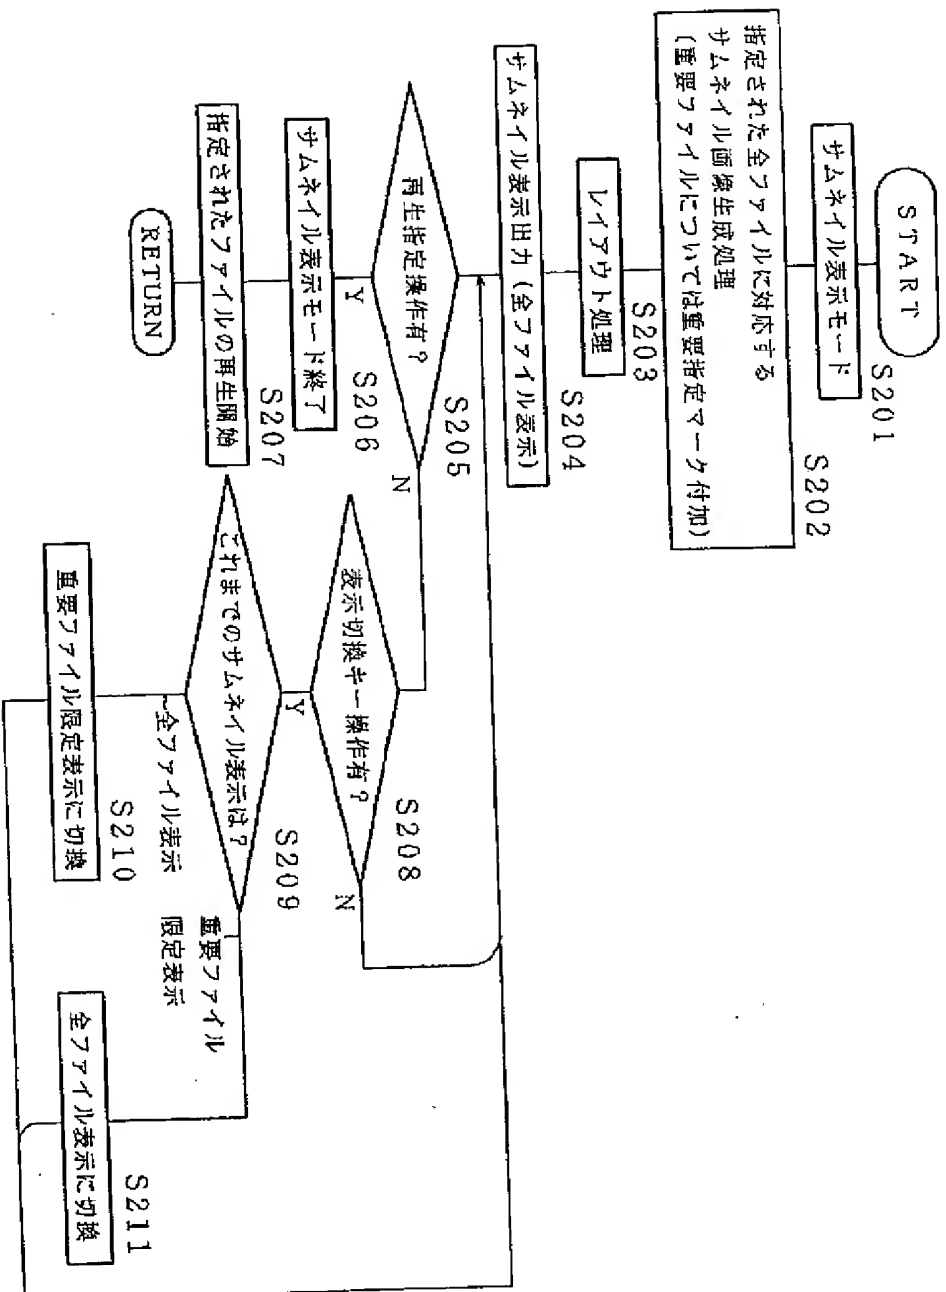 START
サムネイル表示モード
S201
指定された全ファイルに対応する
サムネイル画像生成処理
(重要ファイルについては重要指定マーク付加)
S202
レイアウト処理
S203
サムネイル表示出力(全ファイル表示)
S204
再生指定操作有?
S205
Y
N
サムネイル表示モード終了
S206
指定されたファイルの再生開始
S207
RETURN
表示切換キー操作有?
S208
Y
N
これまでのサムネイル表示は?
S209
全ファイル表示
重要ファイル
限定表示
重要ファイル限定表示に切換
S210
全ファイル表示に切換
S211